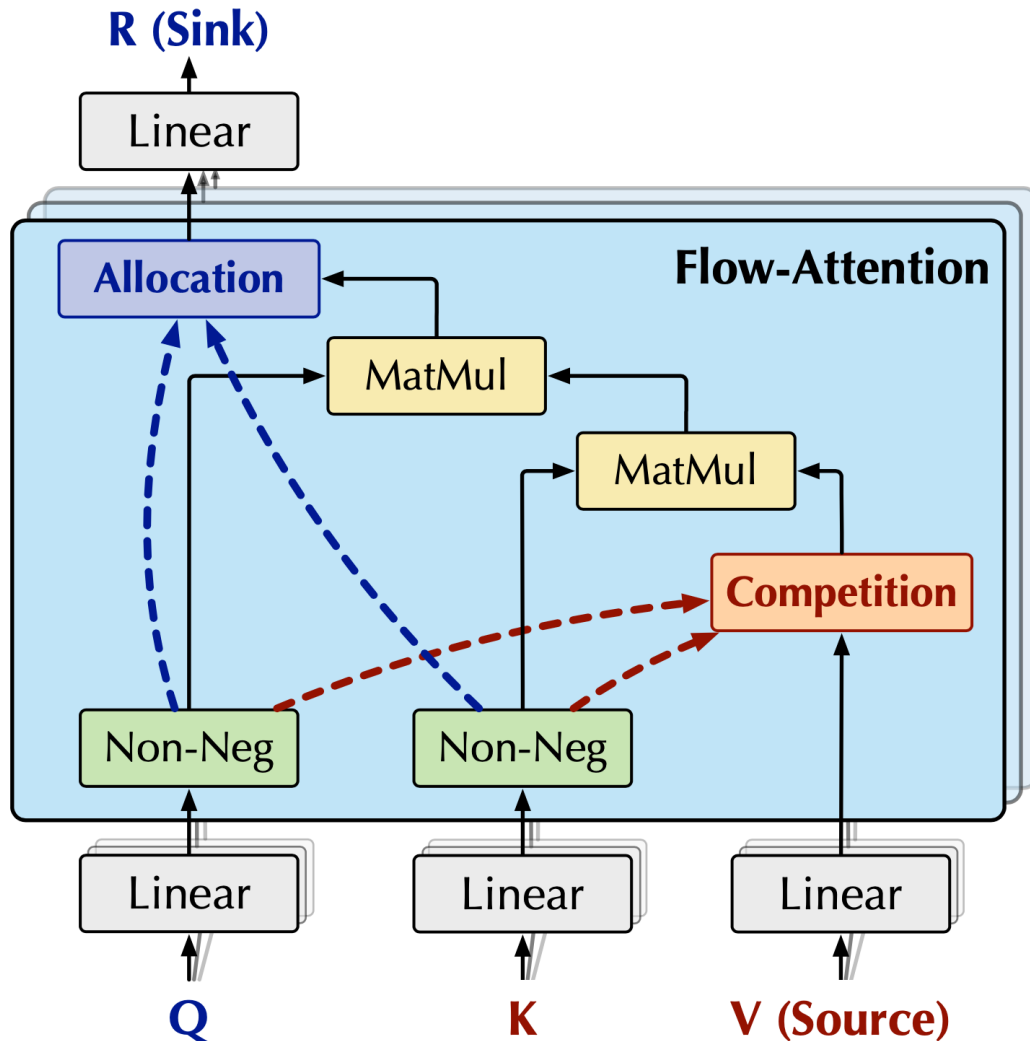 R (Sink)
Linear
Flow-Attention
Allocation
MatMul
MatMul
Competition
Non-Neg
Non-Neg
Linear
Linear
Linear
Q
K
V (Source)